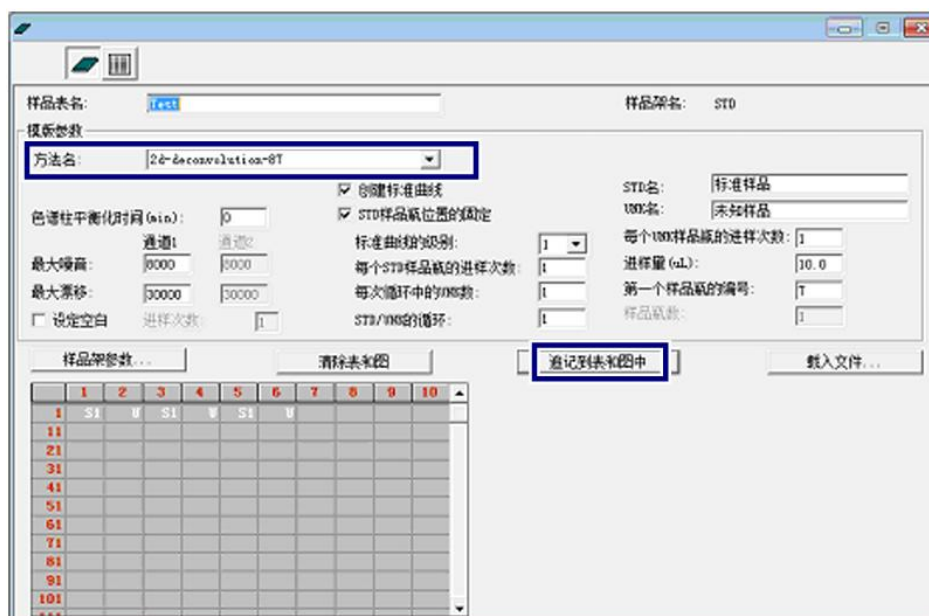 样品表名: Test 样品架名: STD
模版参数
方法名: 2d-deconvolution-8T
创建标准曲线 STD名: 标准样品
色谱柱平衡化时间(min): 0 STD样品瓶位置的固定 UNK名: 未知样品
通道1 通道2 标准曲线的级别: 1 每个UNK样品瓶的进样次数: 1
最大噪音: 8000 8000 每个STD样品瓶的进样次数: 1 进样量(uL): 10.0
最大漂移: 30000 30000 每次循环中的UNK数: 1 第一个样品瓶的编号: 7
设定空白 进样次数: 1 STD/UNK的循环: 1 样品瓶数: 1
样品架参数... 清除表和图 追记到表和图中 载入文件...
1 2 3 4 5 6 7 8 9 10
1 S1 U S1 U S1 U
11
21
31
41
51
61
71
81
91
101